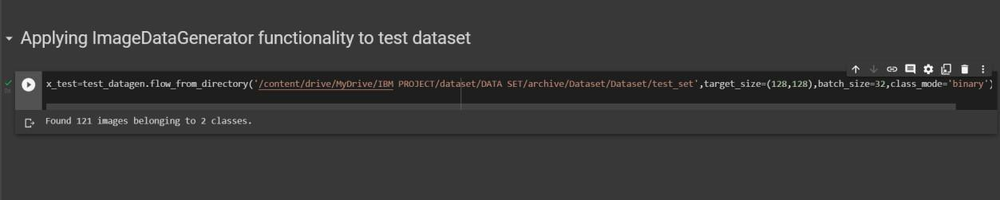 Applying ImageDataGenerator functionality to test dataset
x_test=test_datagen.flow_from_directory('/content/drive/MyDrive/IBM PROJECT/dataset/DATA SET/archive/Dataset/Dataset/test_set',target_size=(128,128),batch_size=32,class_mode='binary')
0s
Found 121 images belonging to 2 classes.